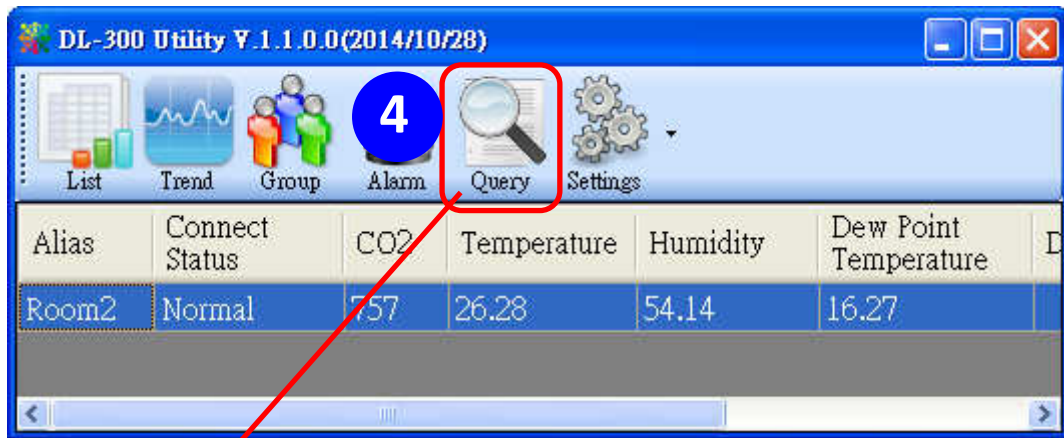 DL-300 Utility V.1.1.0.0(2014/10/28)
4
List Trend Group Alarm Query Settings
Alias Connect Status CO2 Temperature Humidity Dew Point Temperature D
Room2 Normal 757 26.28 54.14 16.27